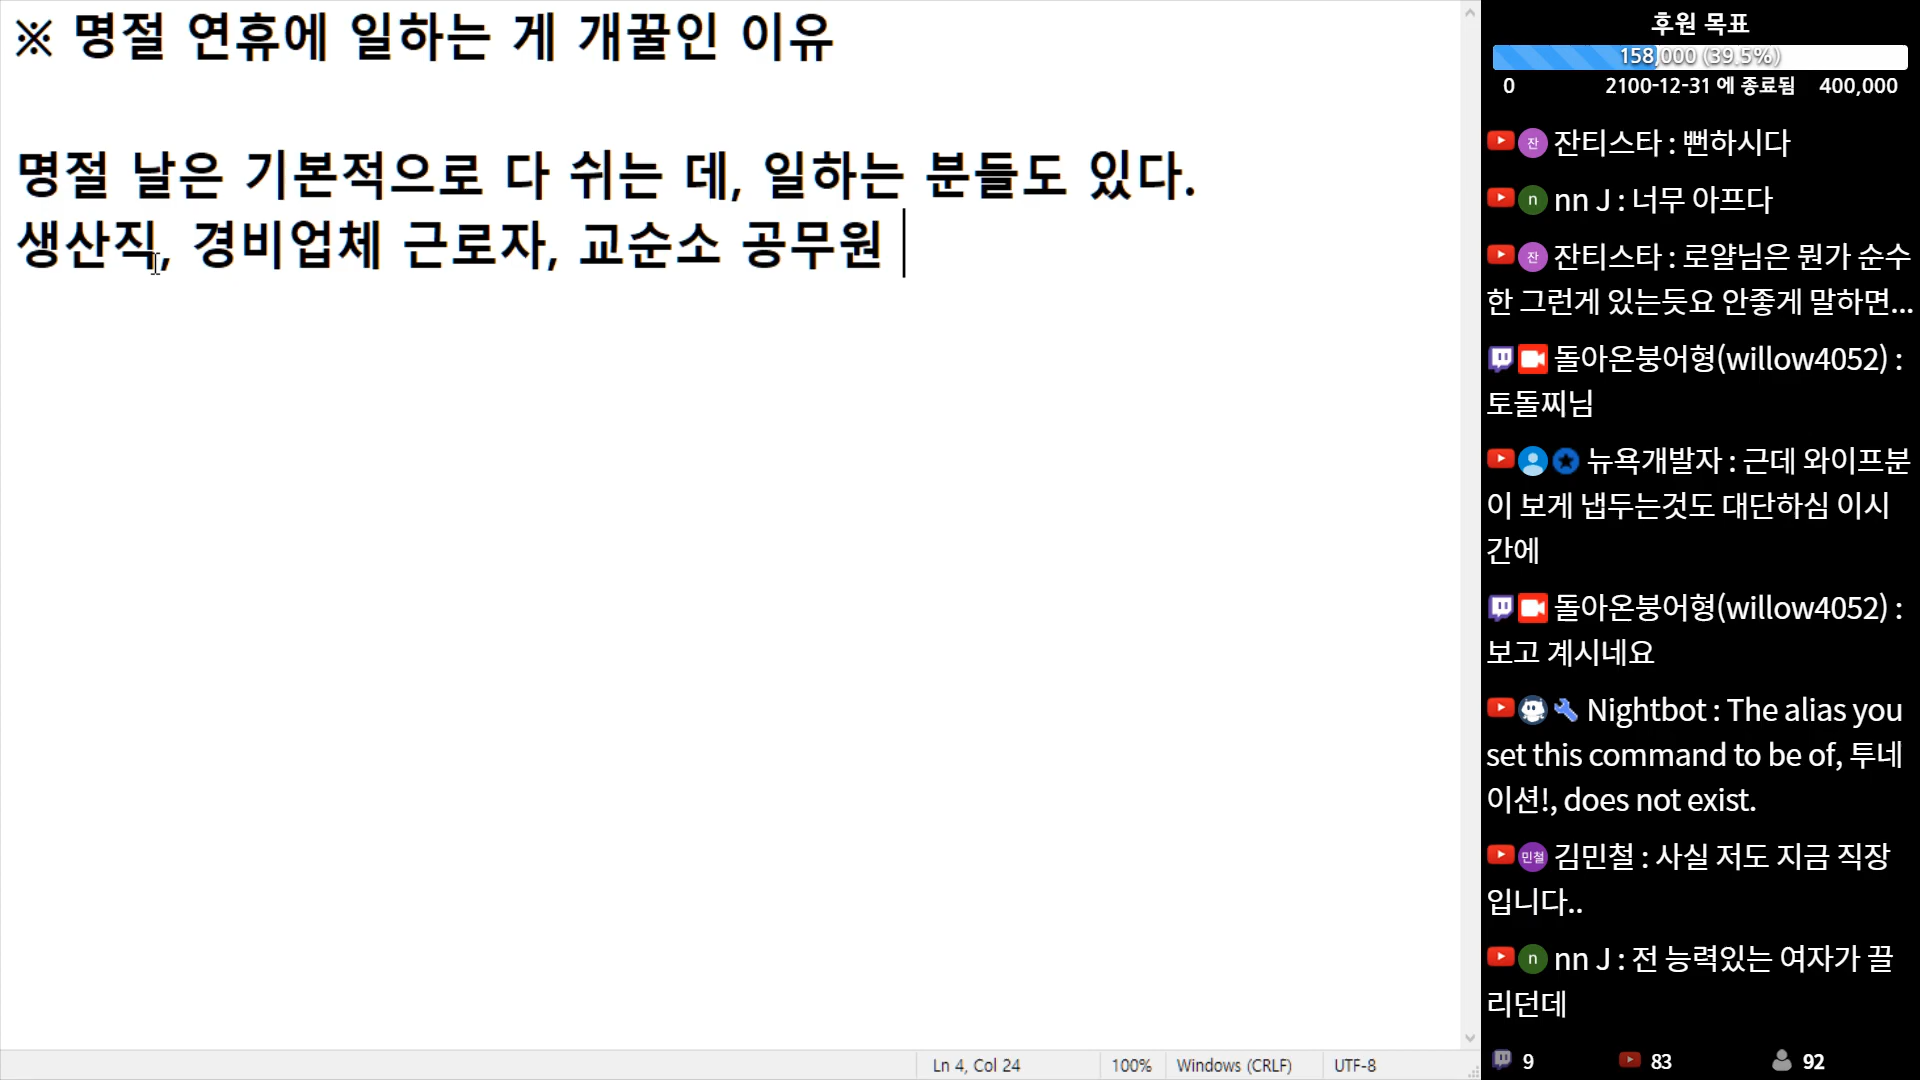 ※ 명절 연휴에 일하는 게 개꿀인 이유
명절 날은 기본적으로 다 쉬는 데, 일하는 분들도 있다.
생산직, 경비업체 근로자, 교순소 공무원
Ln 4, Col 24
100%
Windows (CRLF)
UTF-8
후원 목표
158,000 (39.5%)
0
2100-12-31 에 종료됨
400,000
잔 잔티스타 : 뻔하시다
n nn J : 너무 아프다
잔 잔티스타 : 로얄님은 뭔가 순수
한 그런게 있는듯요 안좋게 말하면...
돌아온붕어형(willow4052) :
토돌찌님
뉴욕개발자 : 근데 와이프분
이 보게 냅두는것도 대단하심 이시
간에
돌아온붕어형(willow4052) :
보고 계시네요
Nightbot : The alias you
set this command to be of, 투네
이션!, does not exist.
민철 김민철 : 사실 저도 지금 직장
입니다..
n nn J : 전 능력있는 여자가 끌
리던데
9
83
92